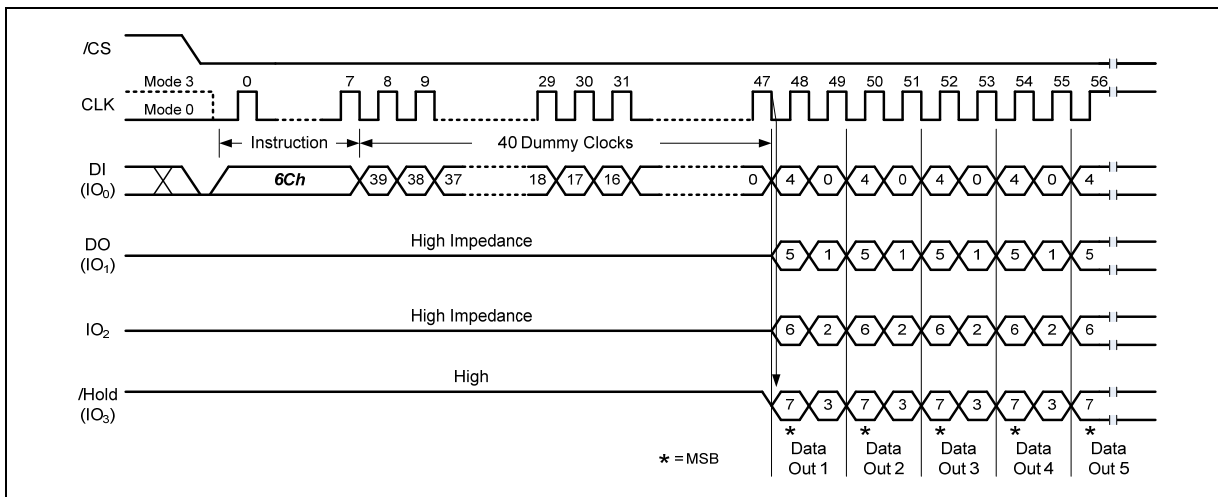 /CS
Mode 3 0 7 8 9 29 30 31 47 48 49 50 51 52 53 54 55 56
CLK Mode 0
Instruction 40 Dummy Clocks
DI
(IO0) 6Ch 39 38 37 18 17 16 0 4 0 4 0 4 0 4 0 4
DO
(IO1) High Impedance 5 1 5 1 5 1 5 1 5
IO2 High Impedance 6 2 6 2 6 2 6 2 6
/Hold
(IO3) High 7 3 7 3 7 3 7 3 7
* * * * *
* = MSB
Data Out 1
Data Out 2
Data Out 3
Data Out 4
Data Out 5